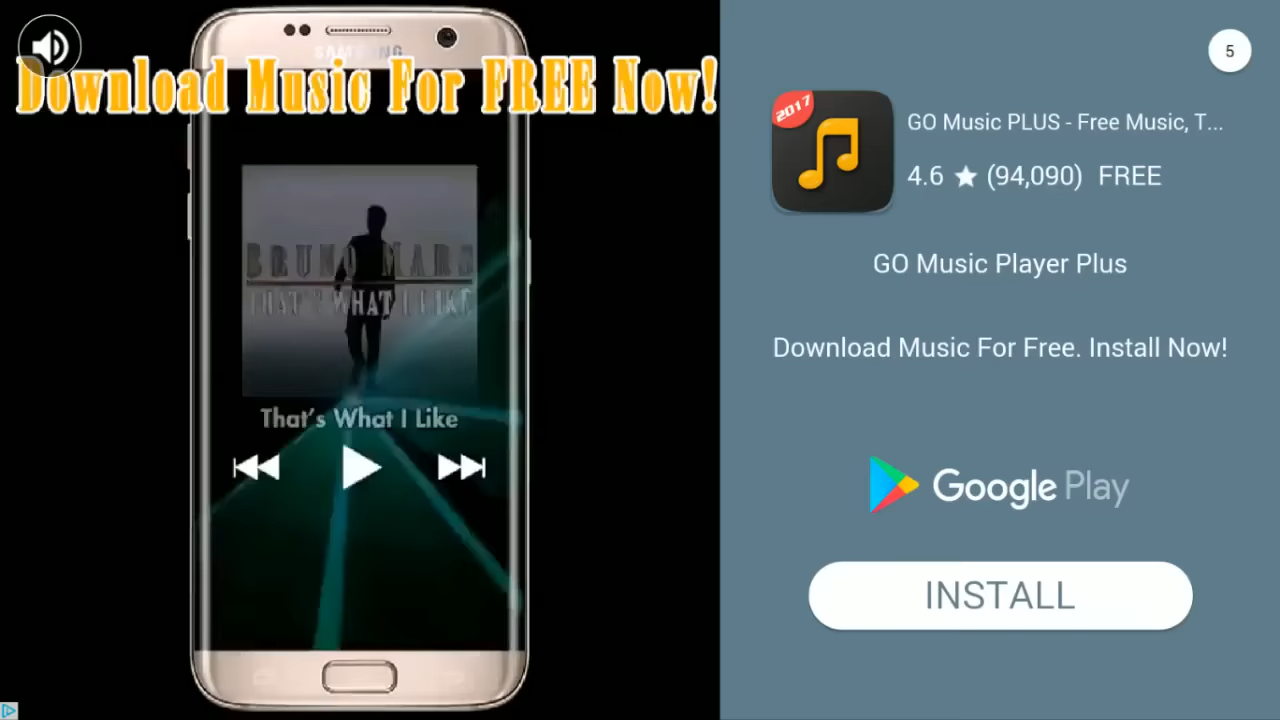 SAMSUNG
Download Music For FREE Now!
BRUNO MARS
THAT'S WHAT I LIKE
That's What I Like
5
2017
GO Music PLUS - Free Music, T...
4.6 ★ (94,090) FREE
GO Music Player Plus
Download Music For Free. Install Now!
Google Play
INSTALL